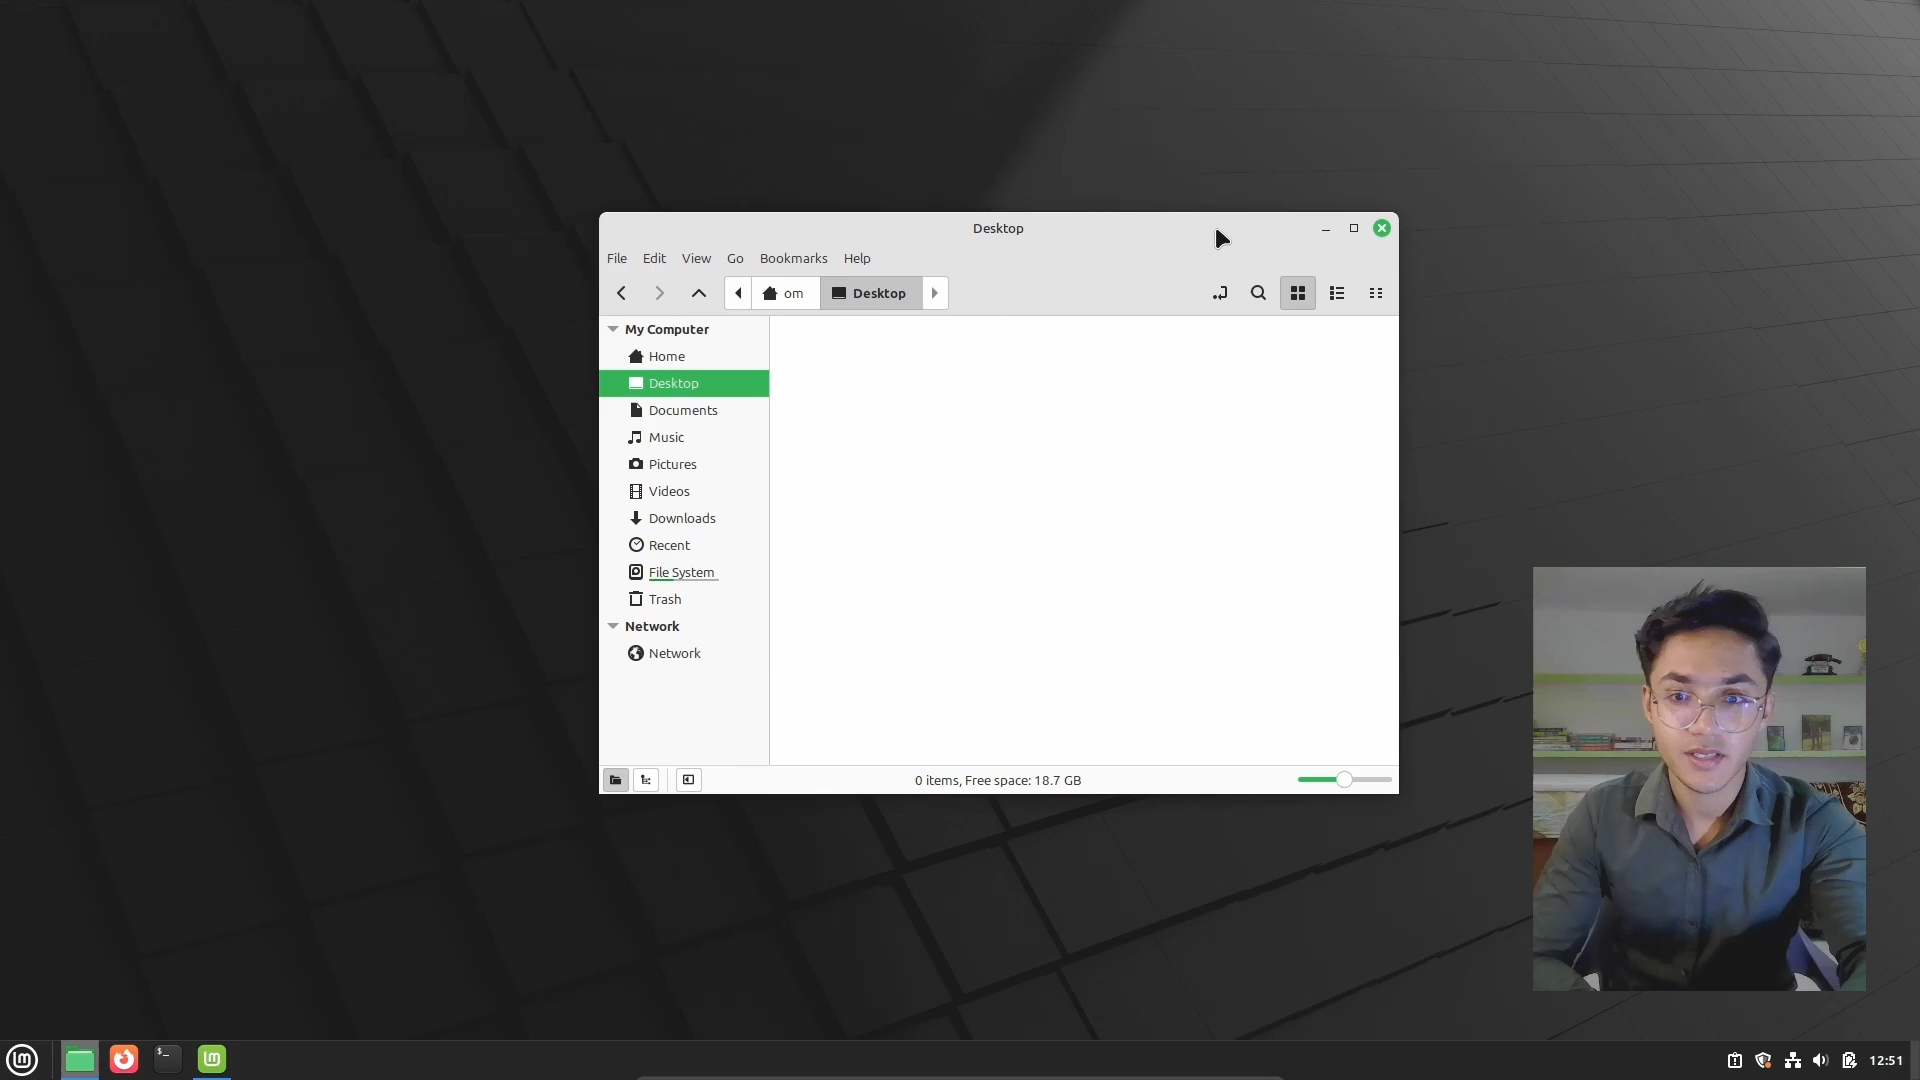 Desktop
File Edit View Go Bookmarks Help
om Desktop
My Computer
Home
Desktop
Documents
Music
Pictures
Videos
Downloads
Recent
File System
Trash
Network
Network
0 items, Free space: 18.7 GB
$_
12:51